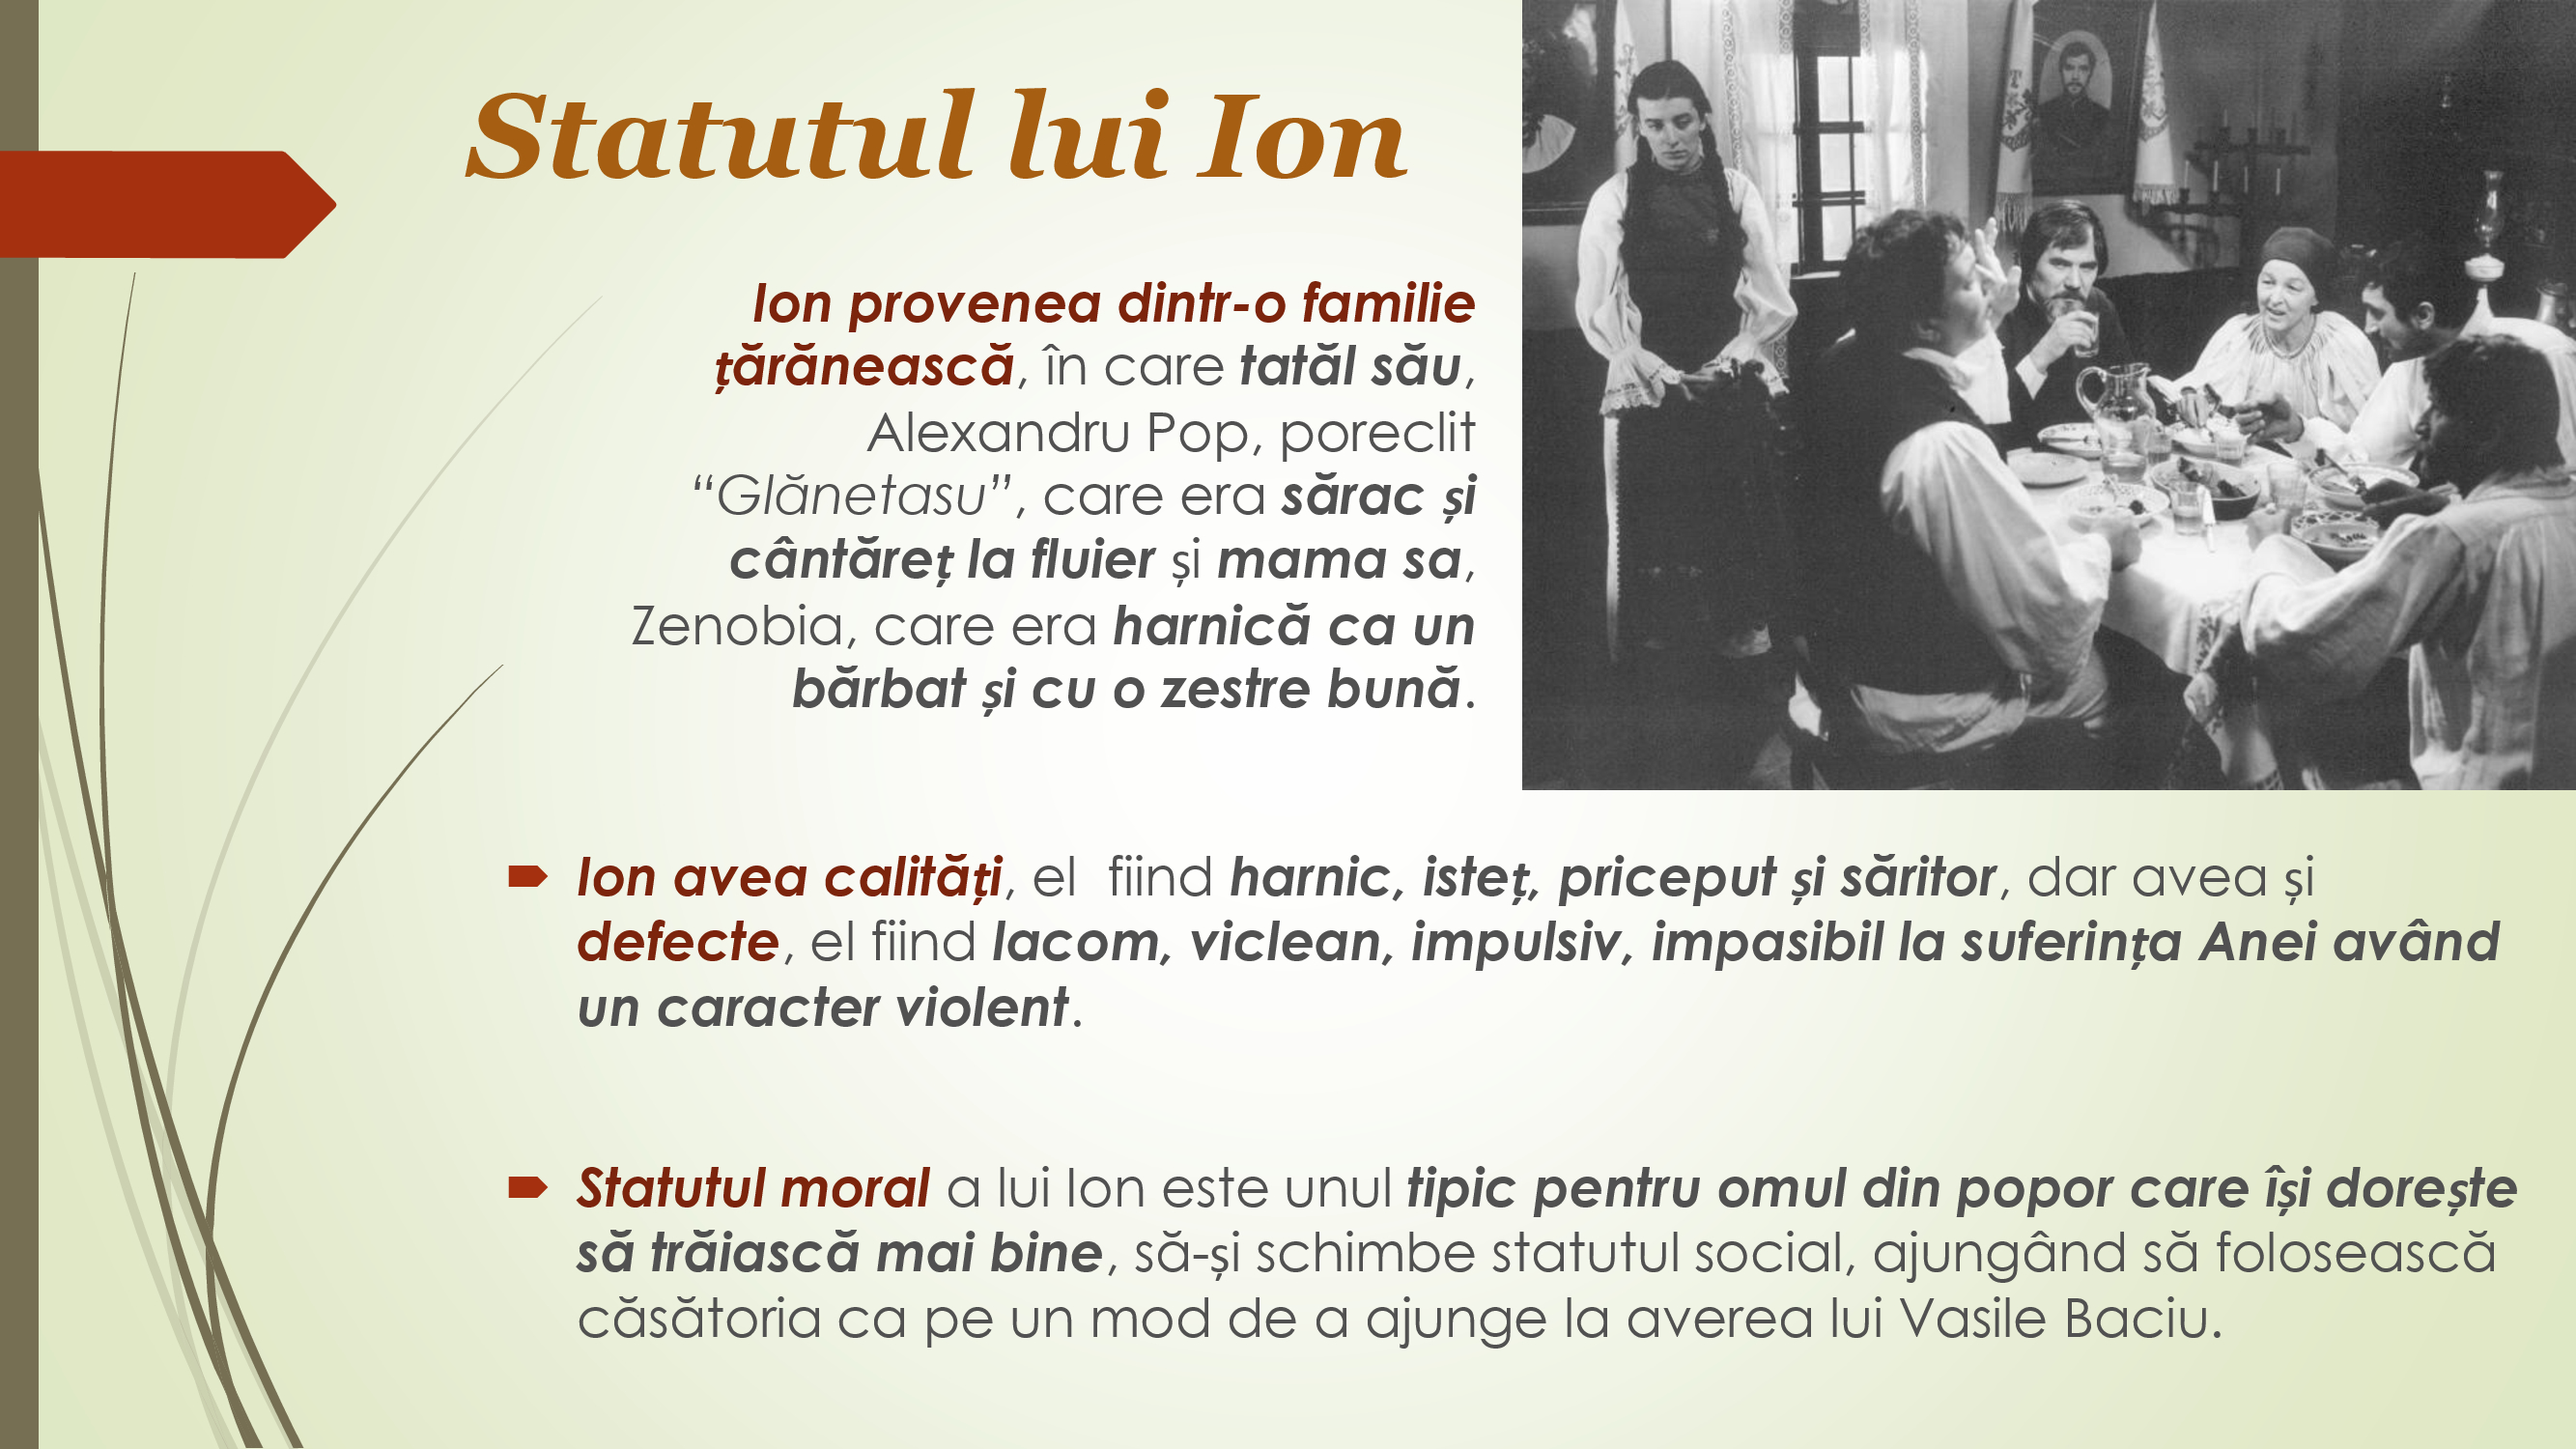 Statutul lui Ion
Ion provenea dintr-o familie
țărănească, în care tatăl său,
Alexandru Pop, poreclit
“Glănetasu”, care era sărac și
cântăreț la fluier și mama sa,
Zenobia, care era harnică ca un
bărbat și cu o zestre bună.
Ion avea calități, el  fiind harnic, isteț, priceput și săritor, dar avea și
defecte, el fiind lacom, viclean, impulsiv, impasibil la suferința Anei având
un caracter violent.
Statutul moral a lui Ion este unul tipic pentru omul din popor care își dorește
să trăiască mai bine, să-și schimbe statutul social, ajungând să folosească
căsătoria ca pe un mod de a ajunge la averea lui Vasile Baciu.